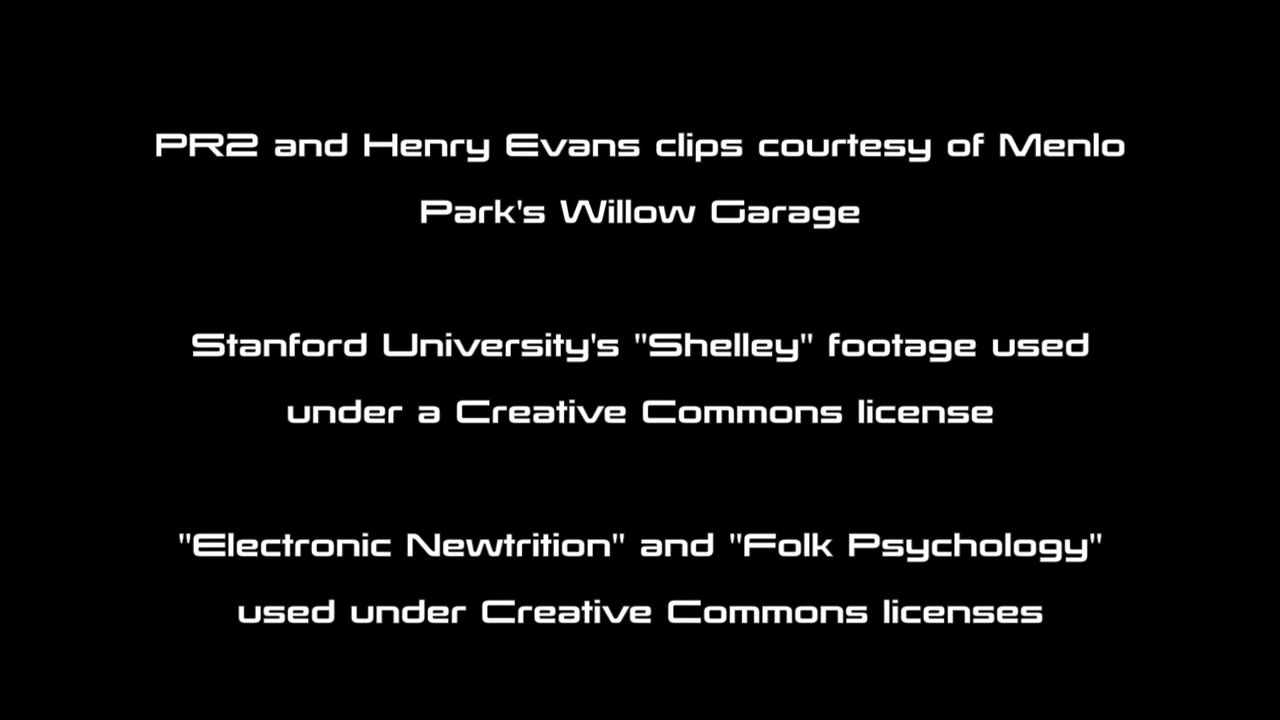 PR2 and Henry Evans clips courtesy of Menlo
Park's Willow Garage
Stanford University's "Shelley" footage used
under a Creative Commons license
"Electronic Newtrition" and "Folk Psychology"
used under Creative Commons licenses